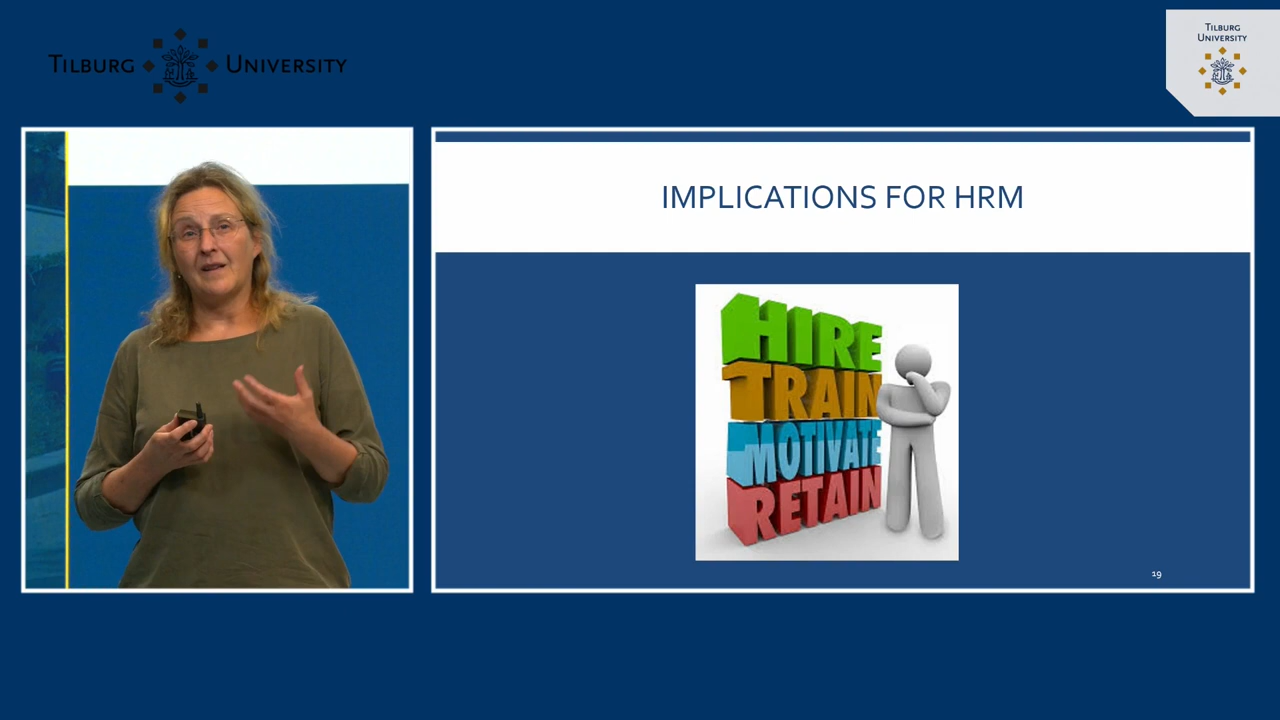 TILBURG UNIVERSITY
TILBURG
UNIVERSITY
IMPLICATIONS FOR HRM
HIRE
TRAIN
MOTIVATE
RETAIN
19